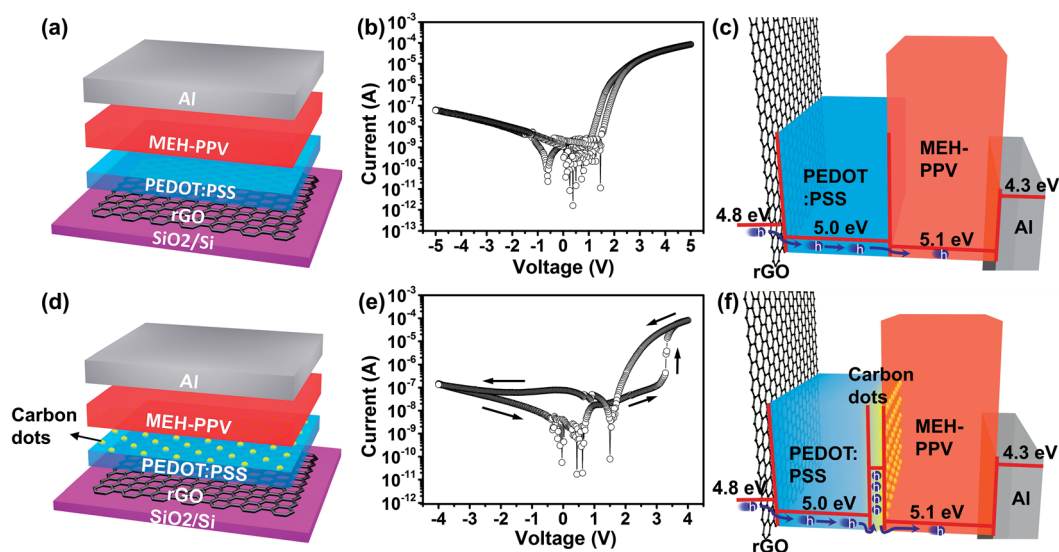 (a)
Al
MEH-PPV
PEDOT:PSS
rGO
SiO2/Si
(b)
Current (A)
10⁻³
10⁻⁴
10⁻⁵
10⁻⁶
10⁻⁷
10⁻⁸
10⁻⁹
10⁻¹⁰
10⁻¹¹
10⁻¹²
10⁻¹³
-5 -4 -3 -2 -1 0 1 2 3 4 5
Voltage (V)
(c)
MEH-
PPV
PEDOT
:PSS
4.8 eV
5.0 eV
5.1 eV
4.3 eV
Al
h h h h
rGO
(d)
Al
Carbon
dots
MEH-PPV
PEDOT:PSS
rGO
SiO2/Si
(e)
Current (A)
10⁻³
10⁻⁴
10⁻⁵
10⁻⁶
10⁻⁷
10⁻⁸
10⁻⁹
10⁻¹⁰
10⁻¹¹
10⁻¹²
-4 -3 -2 -1 0 1 2 3 4
Voltage (V)
(f)
Carbon
dots
MEH-
PPV
PEDOT:
PSS
4.8 eV
5.0 eV
5.1 eV
4.3 eV
Al
h
h
h
h
h h h h
rGO